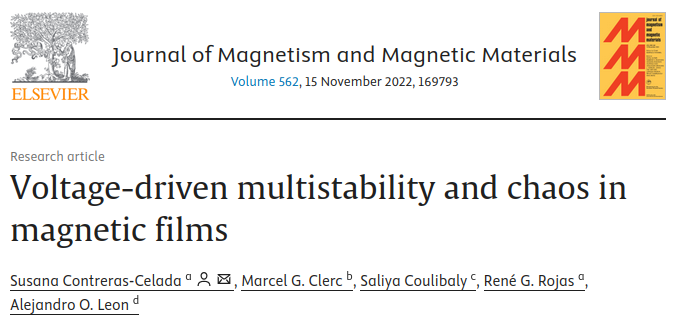 Journal of Magnetism and Magnetic Materials
Volume 562, 15 November 2022, 169793
ELSEVIER
Research article
Voltage-driven multistability and chaos in
magnetic films
Susana Contreras-Celada a, Marcel G. Clerc b, Saliya Coulibaly c, René G. Rojas a,
Alejandro O. Leon d